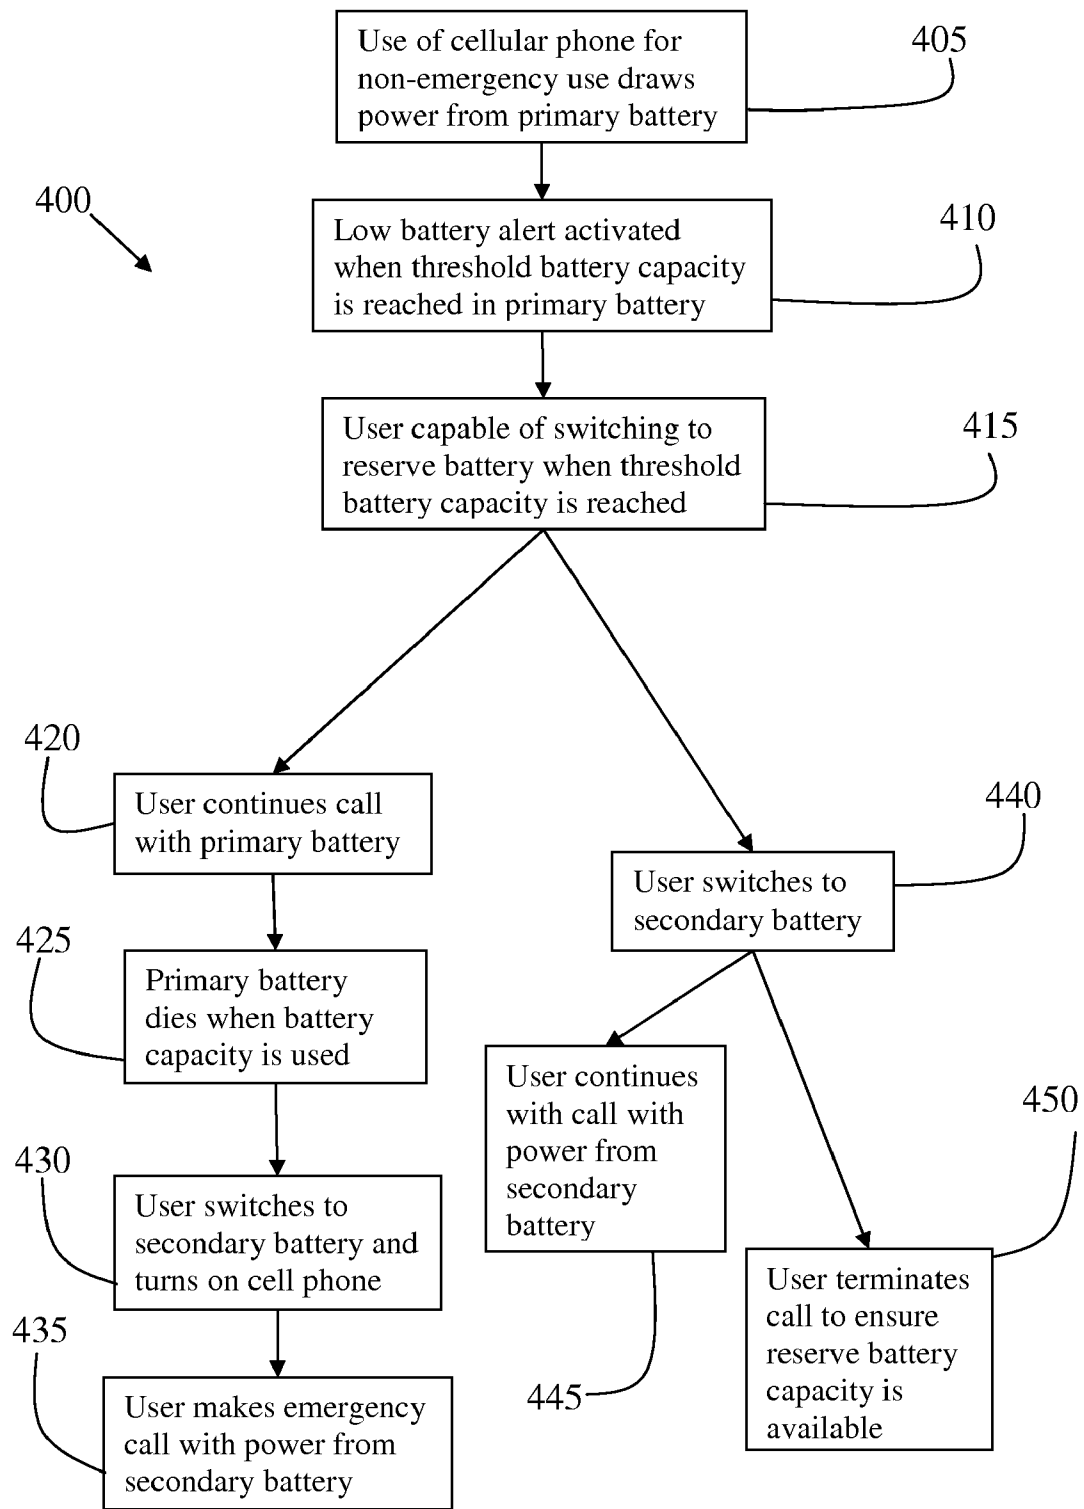 Use of cellular phone for
non-emergency use draws
power from primary battery
405
400
Low battery alert activated
when threshold battery capacity
is reached in primary battery
410
User capable of switching to
reserve battery when threshold
battery capacity is reached
415
420
User continues call
with primary battery
440
User switches to
secondary battery
425
Primary battery
dies when battery
capacity is used
User continues
with call with
power from
secondary
battery
445
450
User terminates
call to ensure
reserve battery
capacity is
available
430
User switches to
secondary battery and
turns on cell phone
435
User makes emergency
call with power from
secondary battery